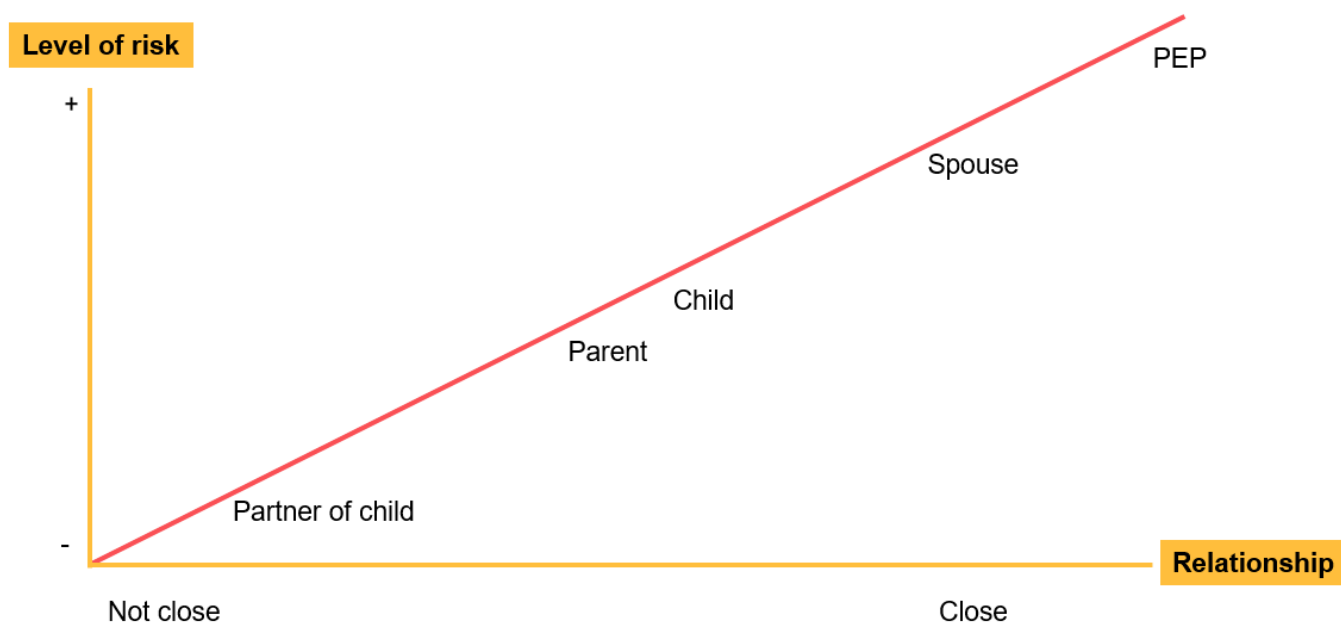 Level of risk
+
PEP
Spouse
Child
Parent
Partner of child
-
Relationship
Not close
Close